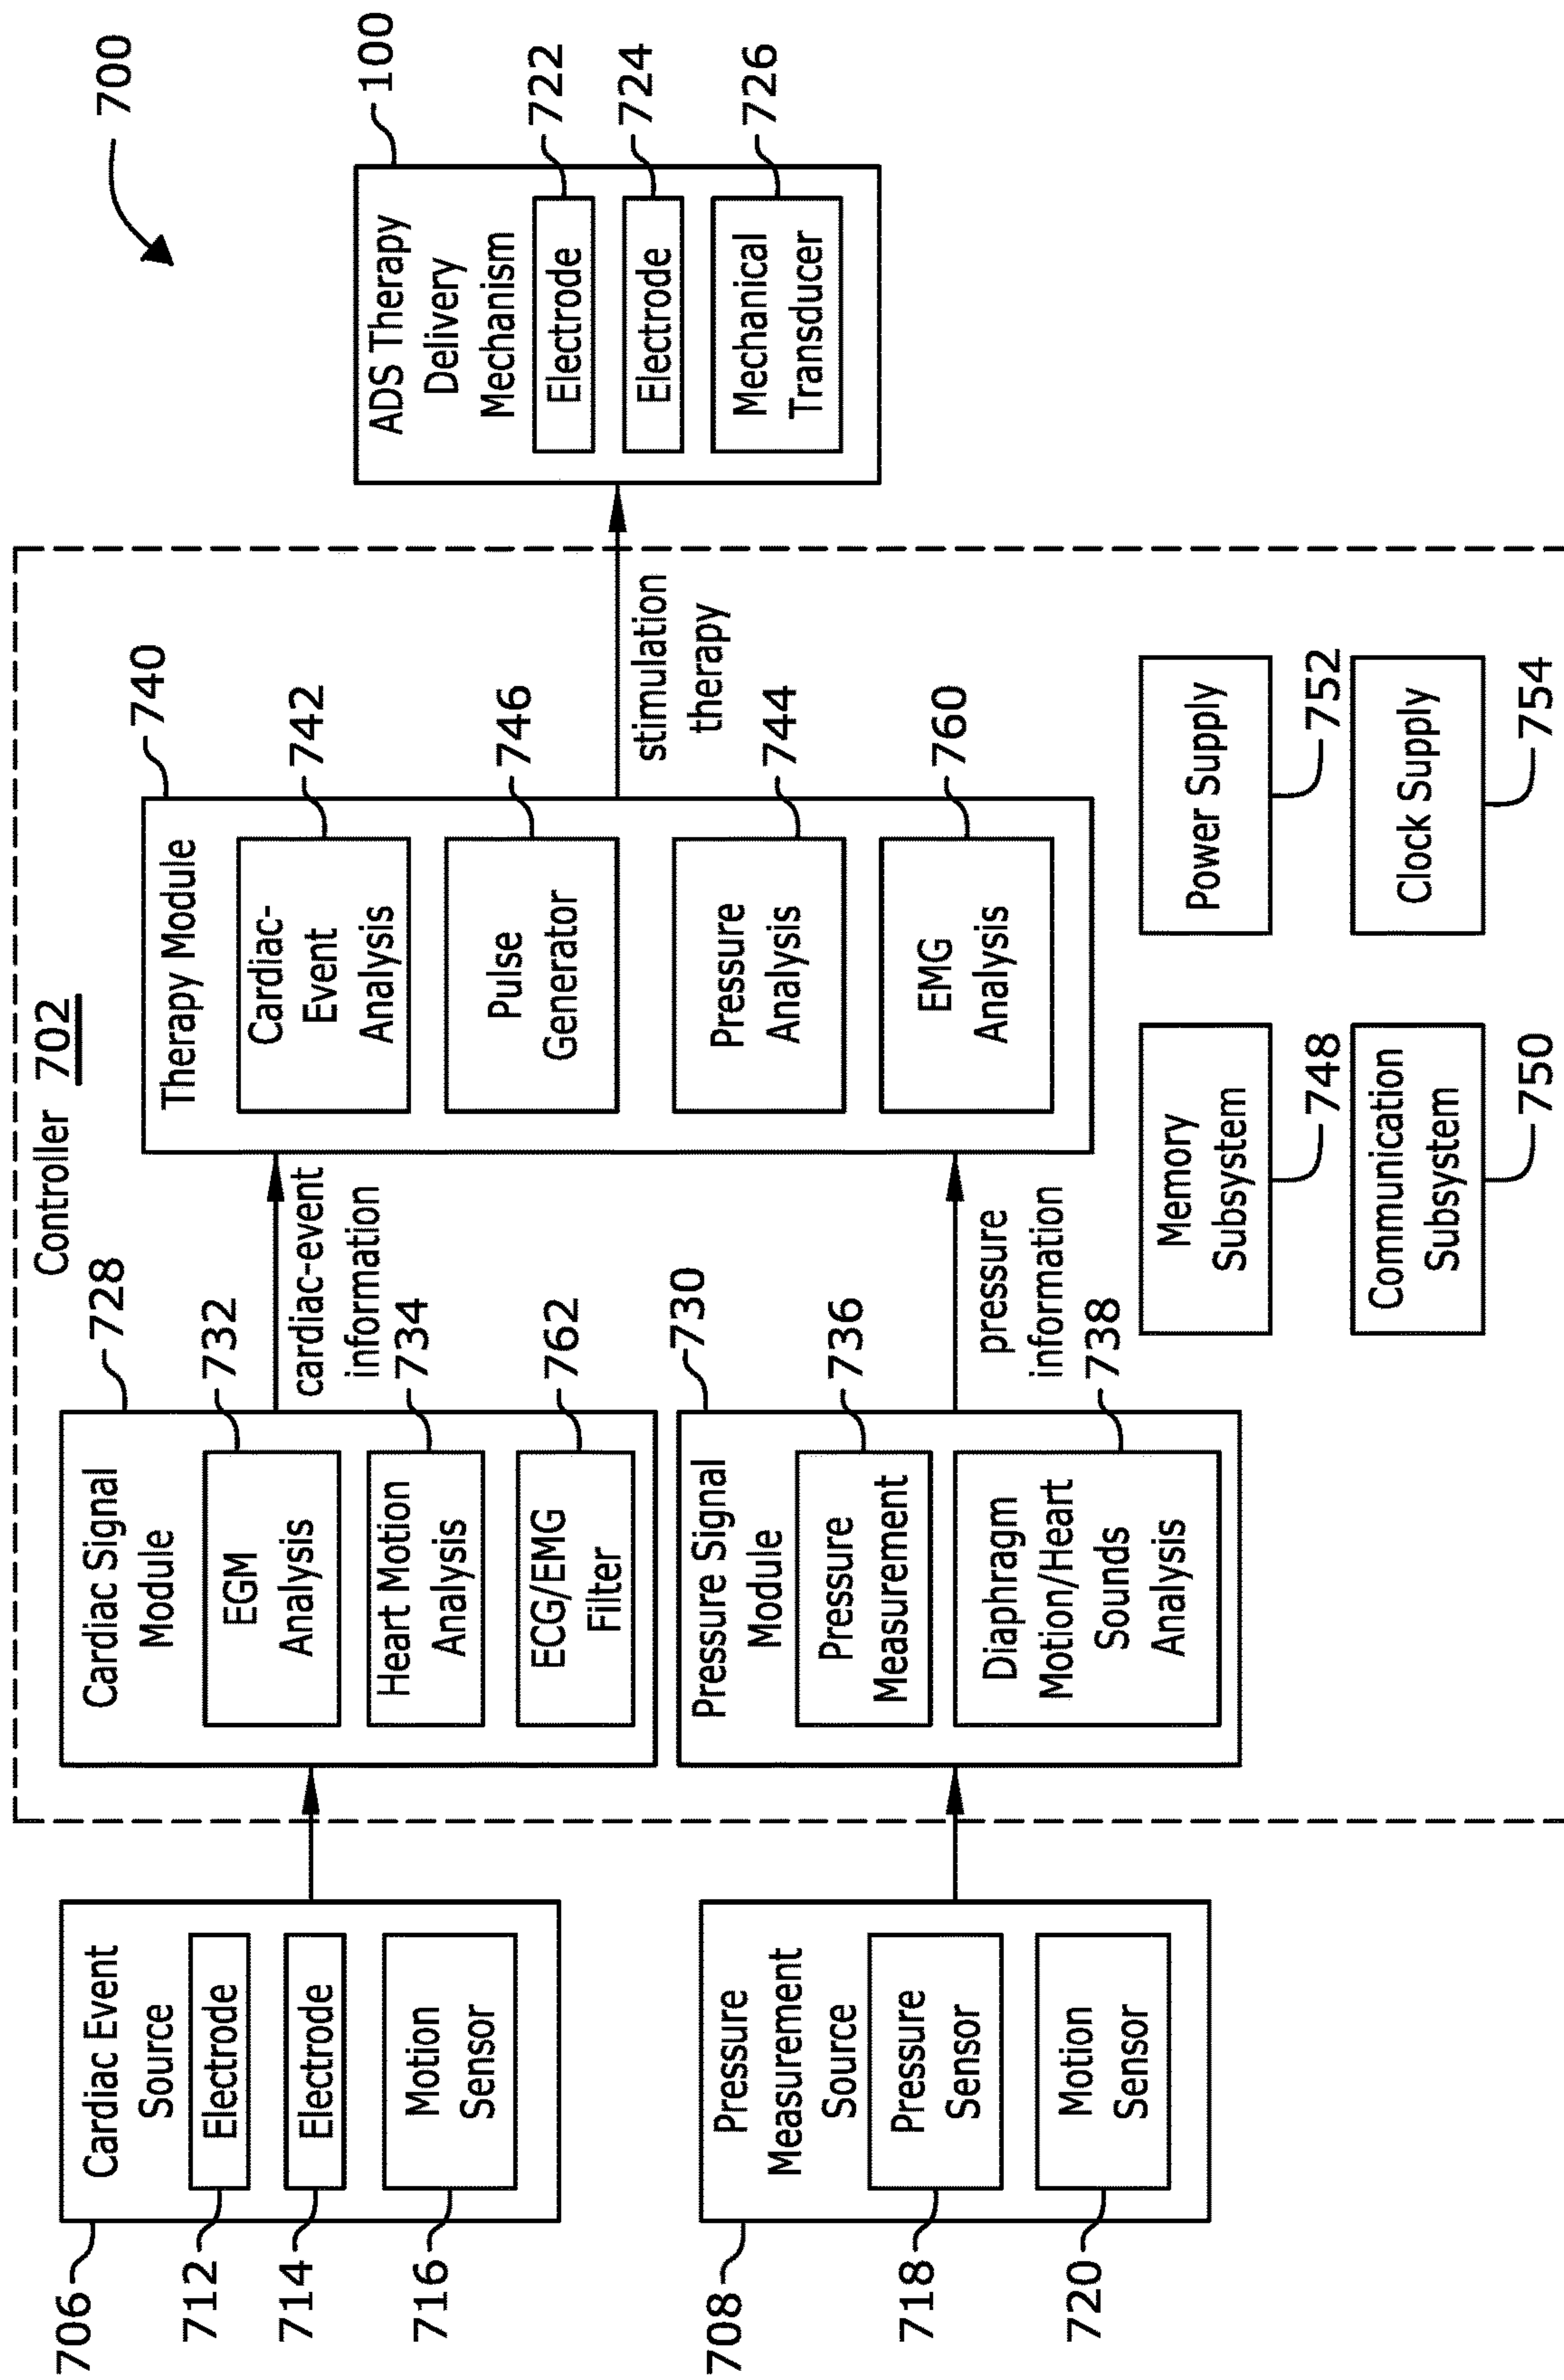 700
Controller 702
706
Cardiac Event
Source
712
Electrode
714
Electrode
716
Motion
Sensor
708
Pressure
Measurement
Source
718
Pressure
Sensor
720
Motion
Sensor
728
Cardiac Signal
Module
732
EGM
Analysis
734
Heart Motion
Analysis
762
ECG/EMG
Filter
cardiac-event
information
730
Pressure Signal
Module
736
Pressure
Measurement
738
Diaphragm
Motion/Heart
Sounds
Analysis
pressure
information
740
Therapy Module
742
Cardiac-
Event
Analysis
746
Pulse
Generator
744
Pressure
Analysis
760
EMG
Analysis
stimulation
therapy
Memory
Subsystem
748
Power Supply
752
Communication
Subsystem
750
Clock Supply
754
100
ADS Therapy
Delivery
Mechanism
722
Electrode
724
Electrode
726
Mechanical
Transducer